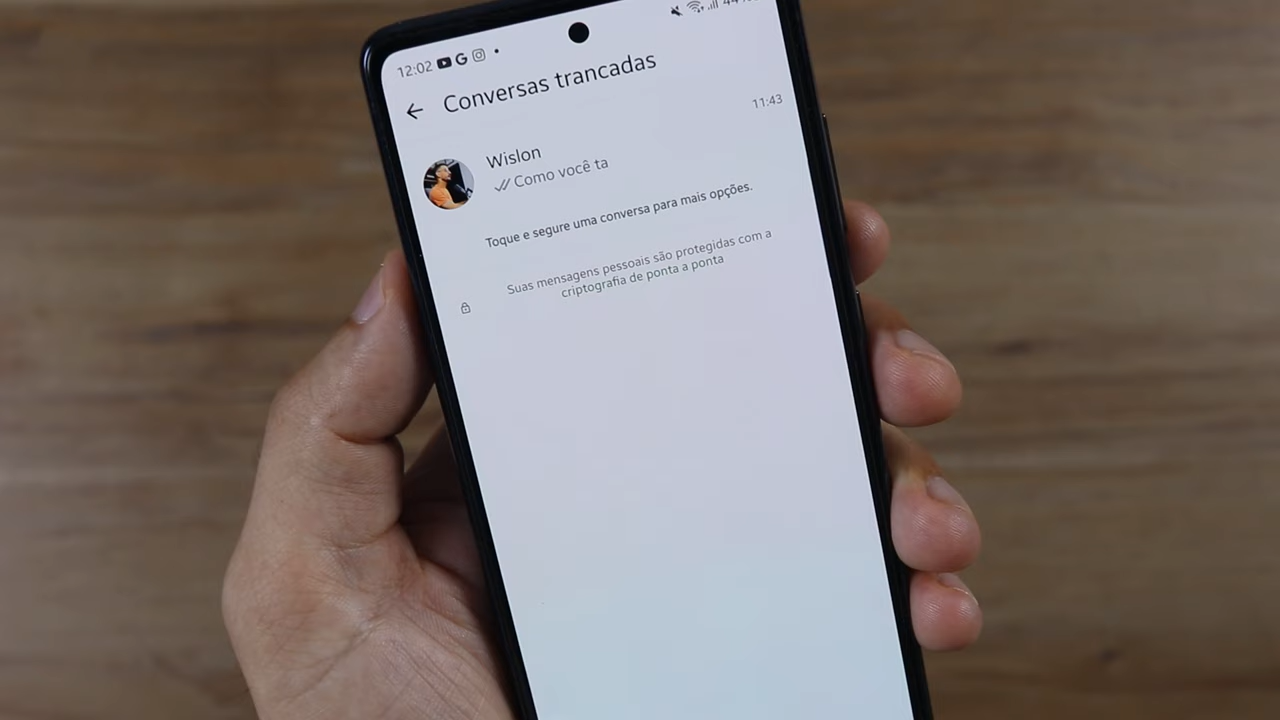 12:02
Conversas trancadas
Wislon
11:43
Como você ta
Toque e segure uma conversa para mais opções.
Suas mensagens pessoais são protegidas com a
criptografia de ponta a ponta